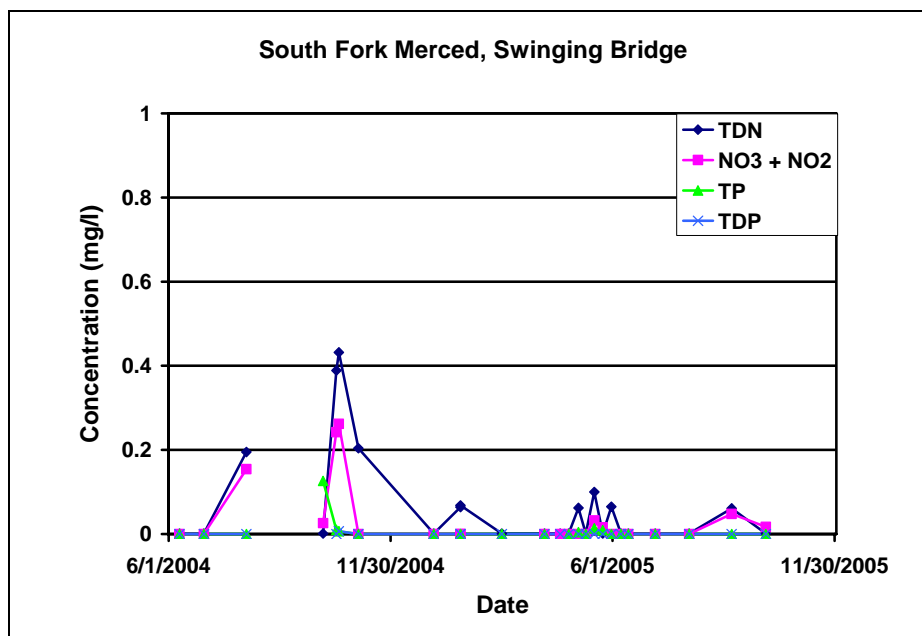 South Fork Merced, Swinging Bridge
1
0.8
0.6
0.4
0.2
0
Concentration (mg/l)
TDN
NO3 + NO2
TP
TDP
6/1/2004
11/30/2004
6/1/2005
11/30/2005
Date